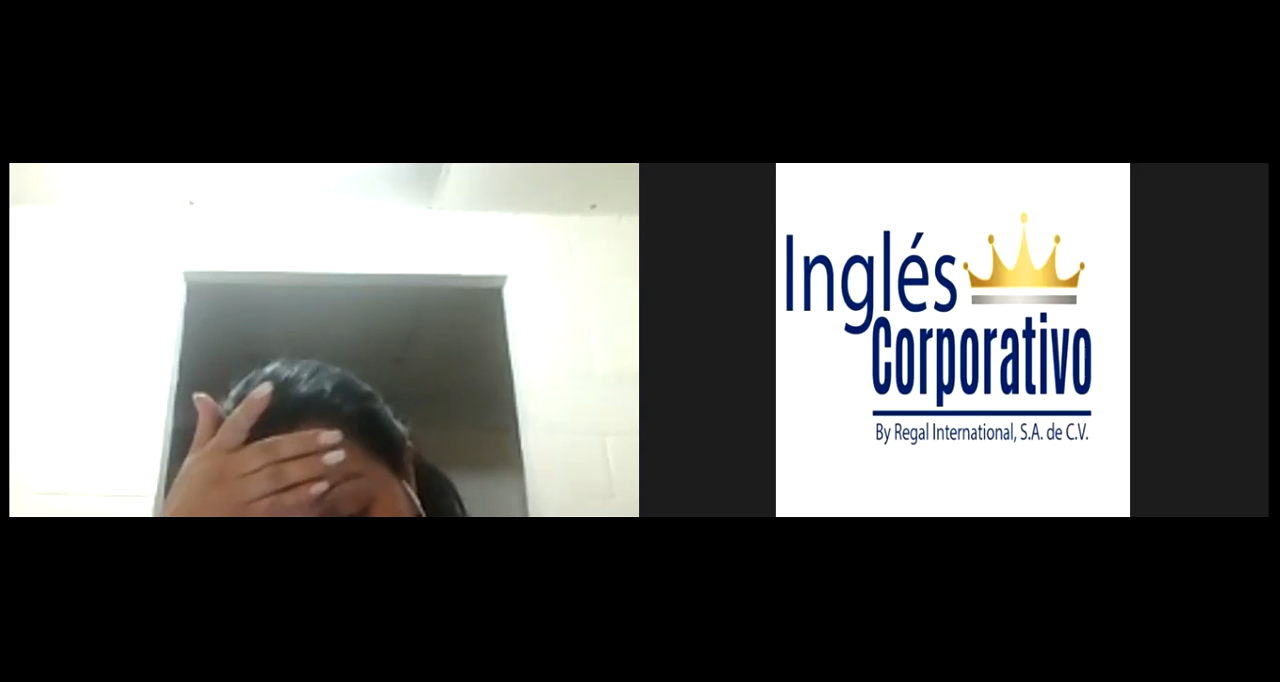 Inglés
Corporativo
By Regal International, S.A. de C.V.